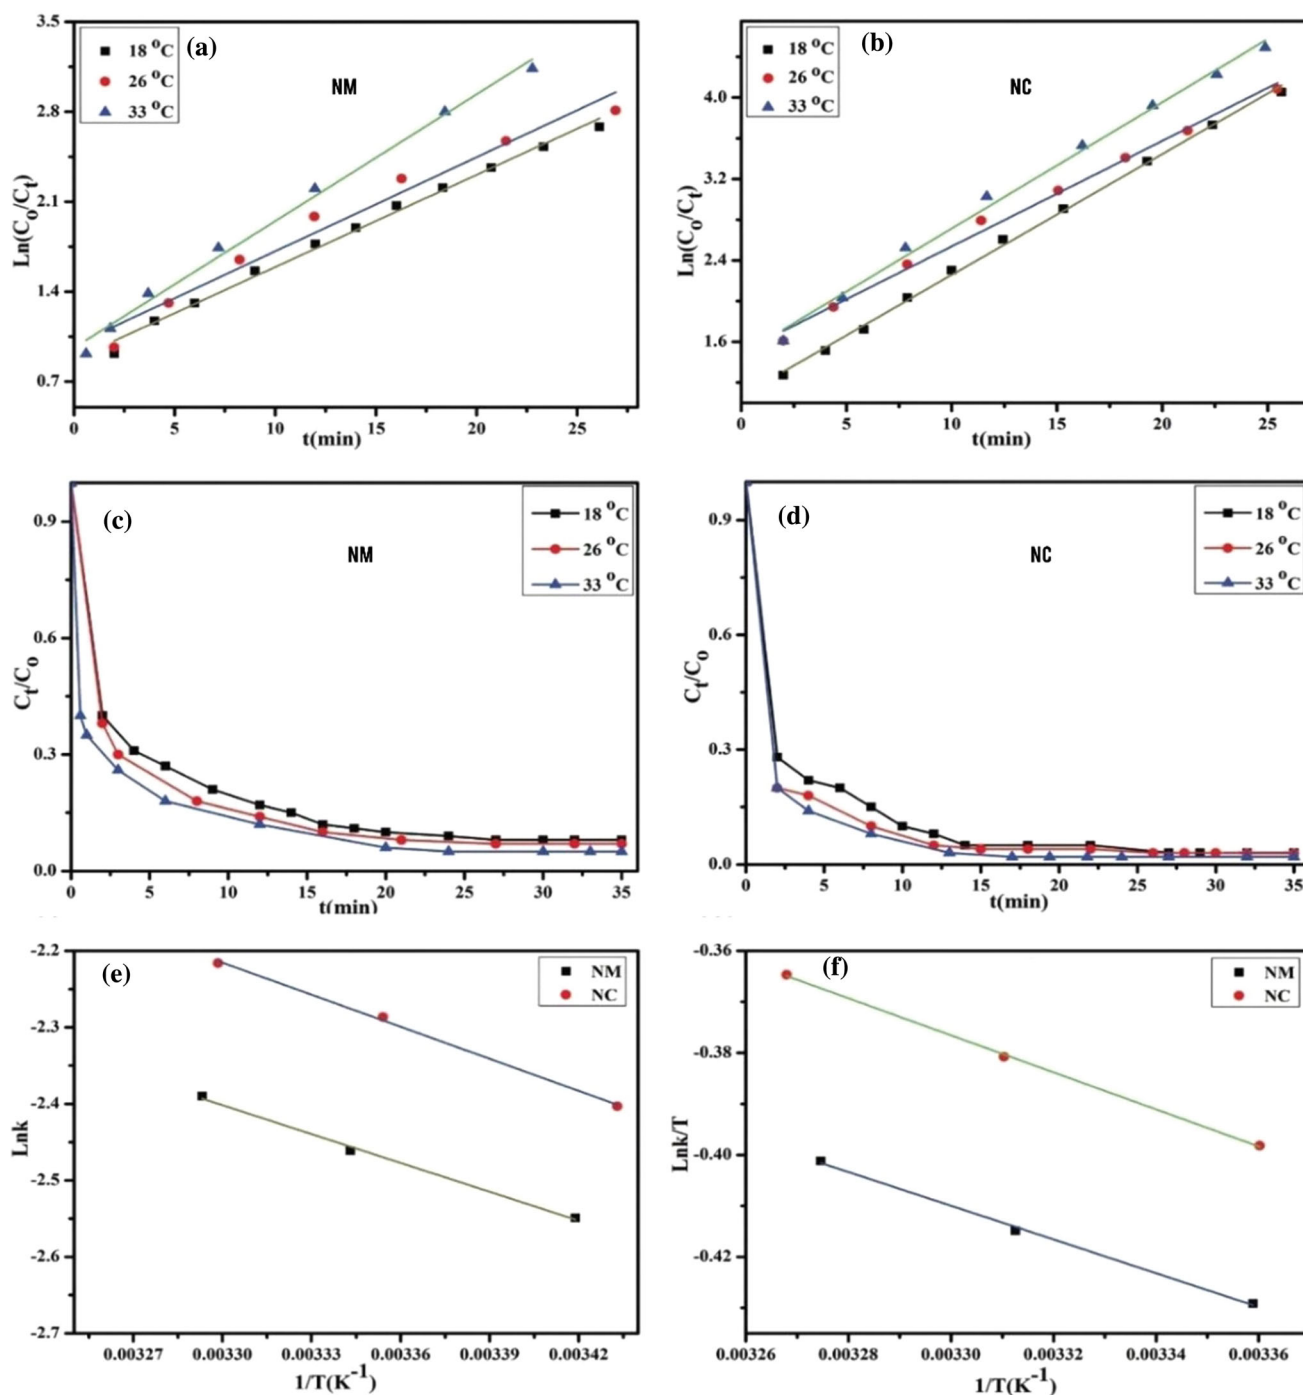 3.5
2.8
2.1
1.4
0.7
Ln(Co/Ct)
18 °C
26 °C
33 °C
(a)
NM
5
10
15
20
25
t(min)
4.0
3.2
2.4
1.6
Ln(Co/Ct)
18 °C
26 °C
33 °C
(b)
NC
0
5
10
15
20
25
t(min)
0.9
0.6
0.3
0.0
Ct/Co
(c)
NM
18 °C
26 °C
33 °C
0
5
10
15
20
25
30
35
t(min)
0.9
0.6
0.3
0.0
Ct/Co
(d)
NC
18 °C
26 °C
33 °C
0
5
10
15
20
25
30
35
t(min)
-2.2
-2.3
-2.4
-2.5
-2.6
-2.7
Lnk
(e)
NM
NC
0.00327
0.00330
0.00333
0.00336
0.00339
0.00342
1/T(K-1)
-0.36
-0.38
-0.40
-0.42
Lnk/T
(f)
NM
NC
0.00326
0.00328
0.00330
0.00332
0.00334
0.00336
1/T(K-1)